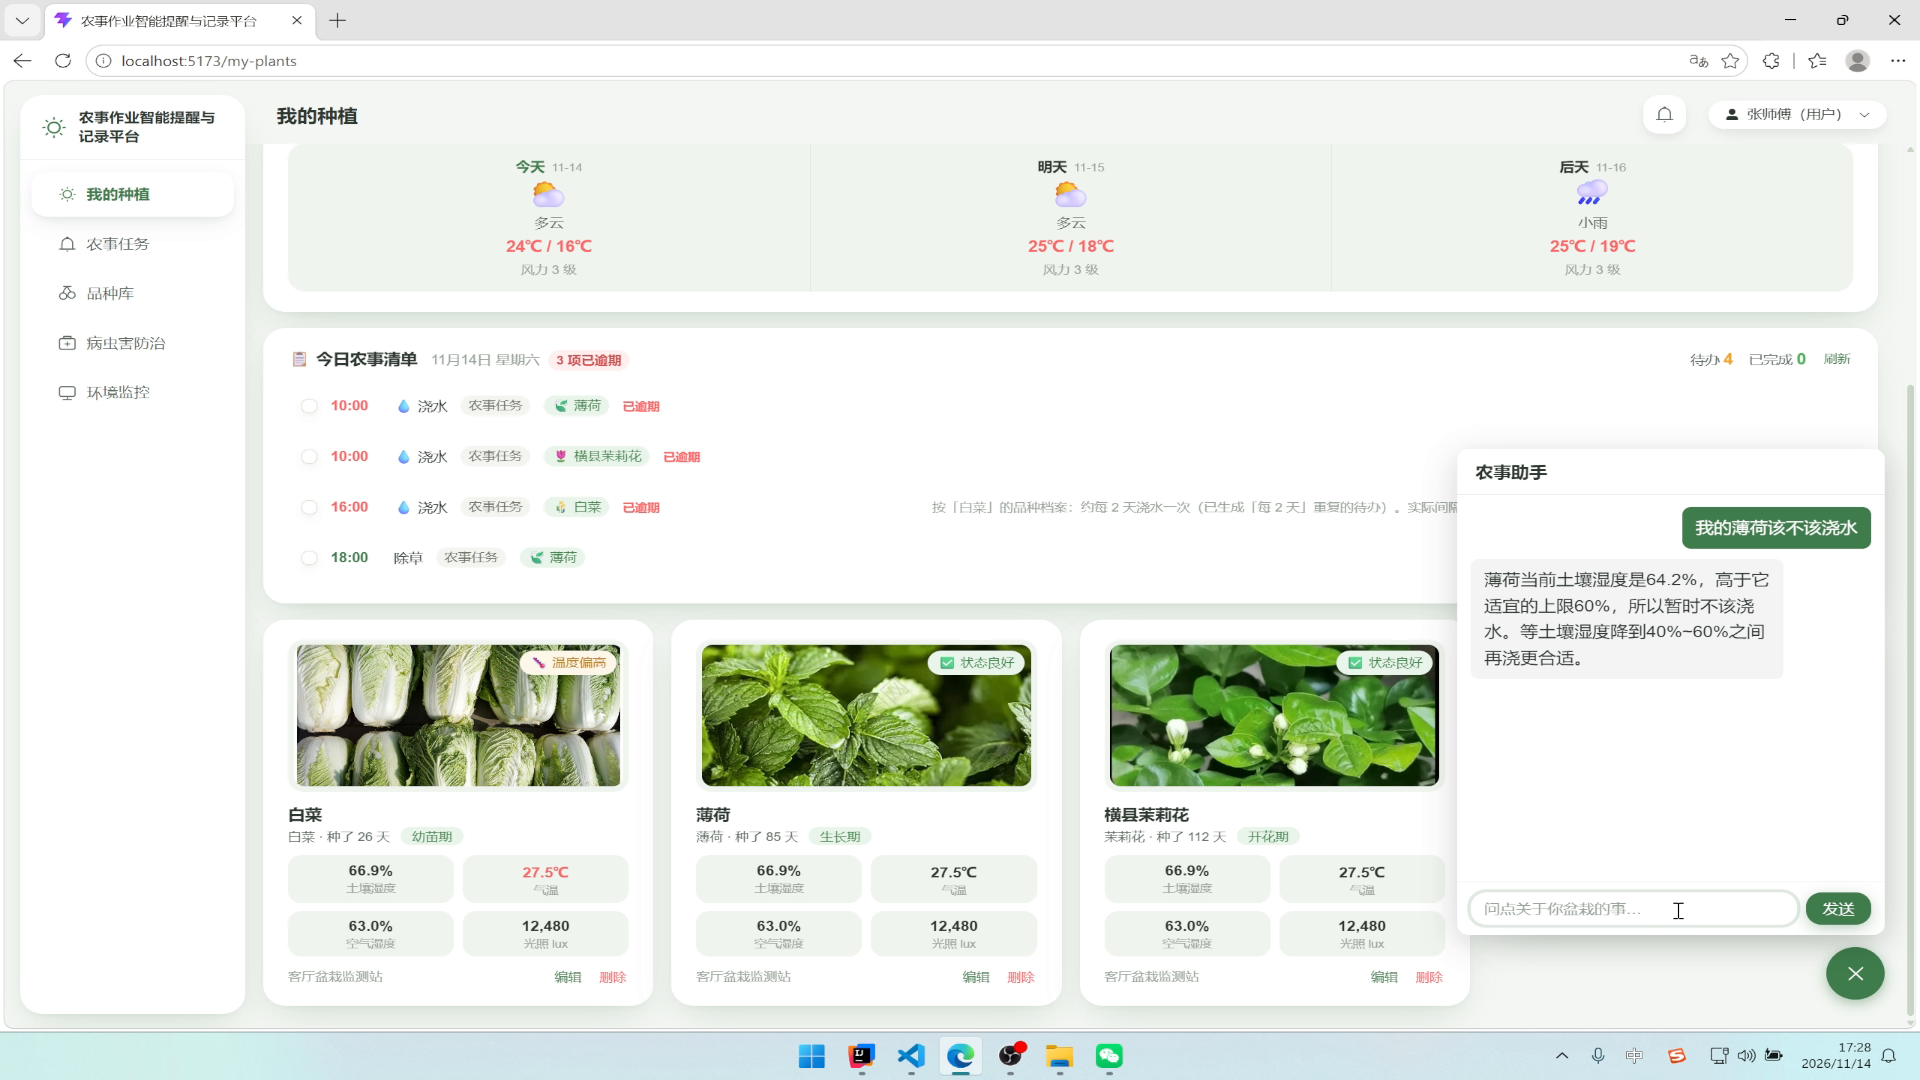 农事作业智能提醒与记录平台
localhost:5173/my-plants
农事作业智能提醒与
记录平台
我的种植
农事任务
品种库
病虫害防治
环境监控
我的种植
张师傅（用户）
今天 11-14
多云
24℃ / 16℃
风力 3 级
明天 11-15
多云
25℃ / 18℃
风力 3 级
后天 11-16
小雨
25℃ / 19℃
风力 3 级
今日农事清单 11月14日 星期六 3 项已逾期
待办 4 已完成 0 刷新
10:00 浇水 农事任务 薄荷 已逾期
10:00 浇水 农事任务 横县茉莉花 已逾期
16:00 浇水 农事任务 白菜 已逾期 按「白菜」的品种档案：约每 2 天浇水一次（已生成「每 2 天」重复的待办）。实际间隔
18:00 除草 农事任务 薄荷
温度偏高
白菜
白菜 · 种了 26 天 幼苗期
66.9% 27.5℃
土壤湿度 气温
63.0% 12,480
空气湿度 光照 lux
客厅盆栽监测站 编辑 删除
状态良好
薄荷
薄荷 · 种了 85 天 生长期
66.9% 27.5℃
土壤湿度 气温
63.0% 12,480
空气湿度 光照 lux
客厅盆栽监测站 编辑 删除
状态良好
横县茉莉花
茉莉花 · 种了 112 天 开花期
66.9% 27.5℃
土壤湿度 气温
63.0% 12,480
空气湿度 光照 lux
客厅盆栽监测站 编辑 删除
农事助手
我的薄荷该不该浇水
薄荷当前土壤湿度是64.2%，高于它
适宜的上限60%，所以暂时不该浇
水。等土壤湿度降到40%~60%之间
再浇更合适。
问点关于你盆栽的事...
发送
中
17:28
2026/11/14